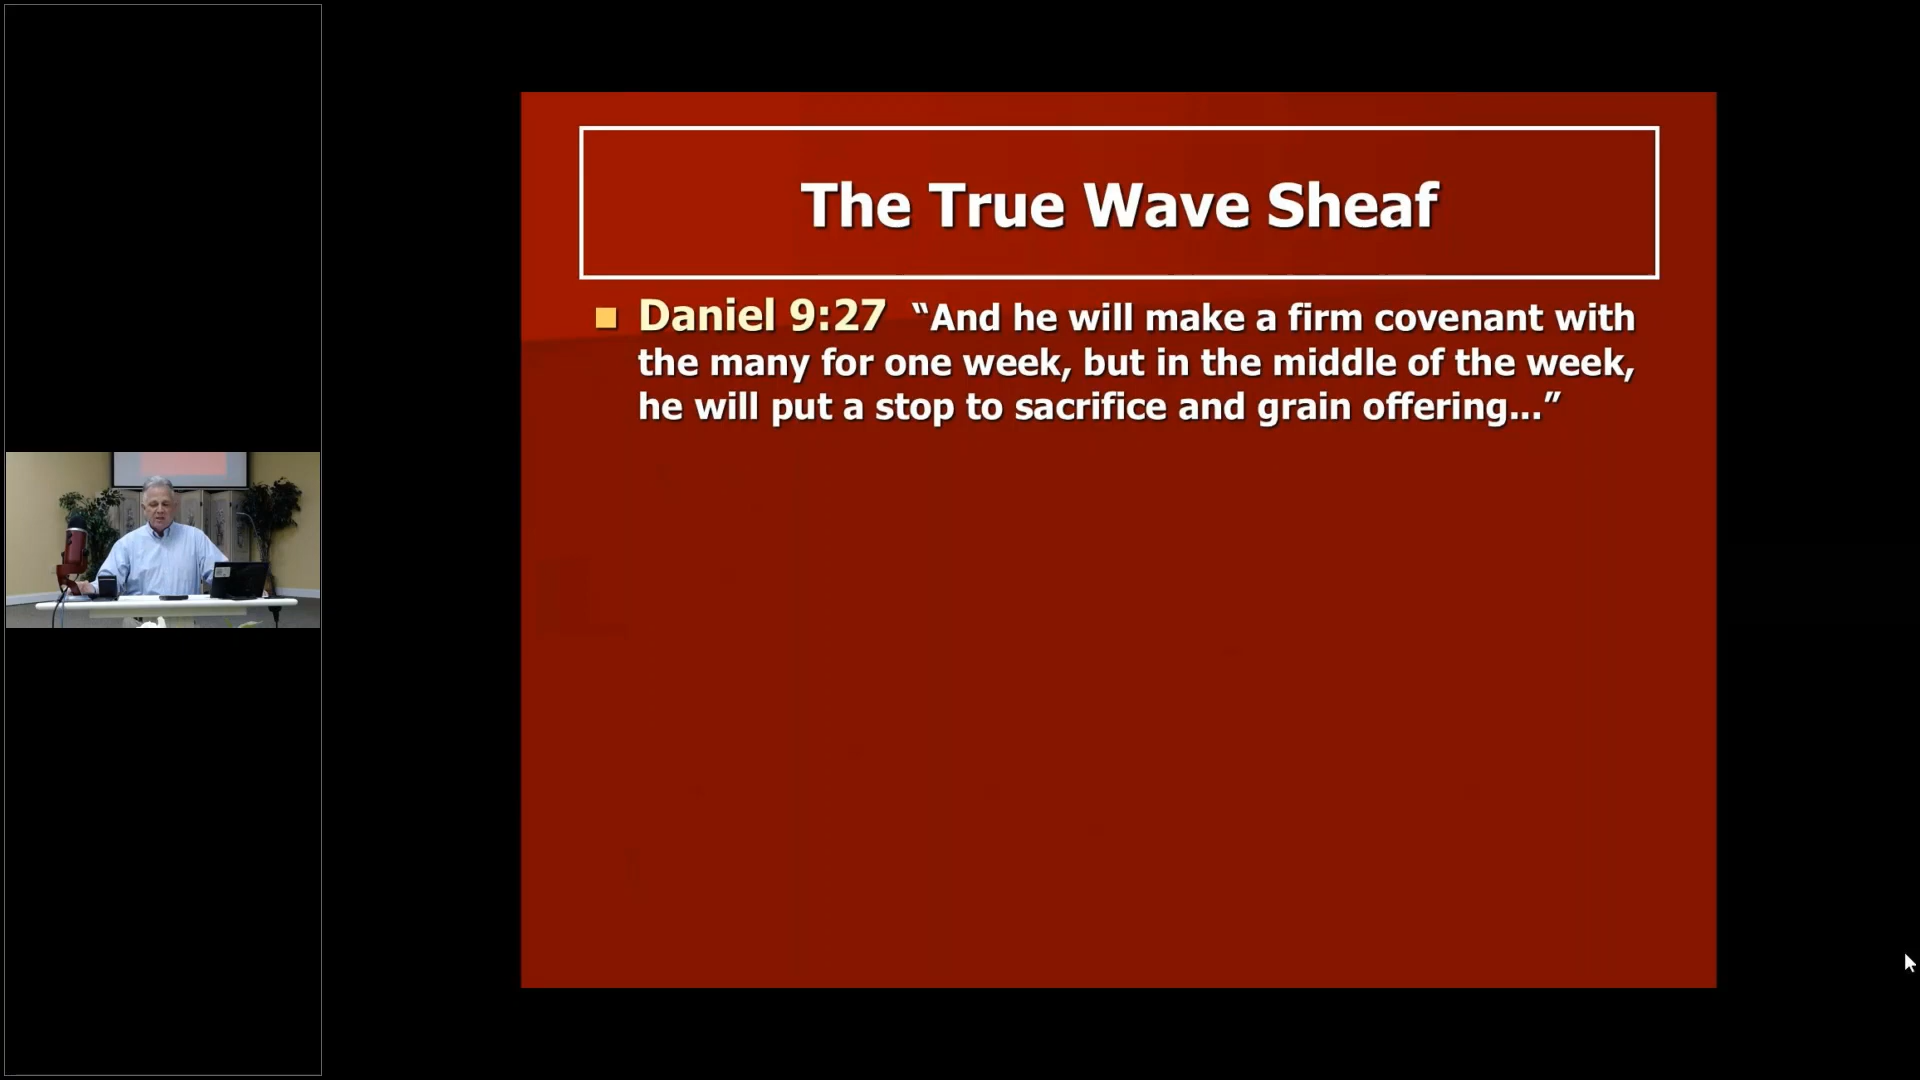 The True Wave Sheaf
Daniel 9:27 “And he will make a firm covenant with
the many for one week, but in the middle of the week,
he will put a stop to sacrifice and grain offering...”